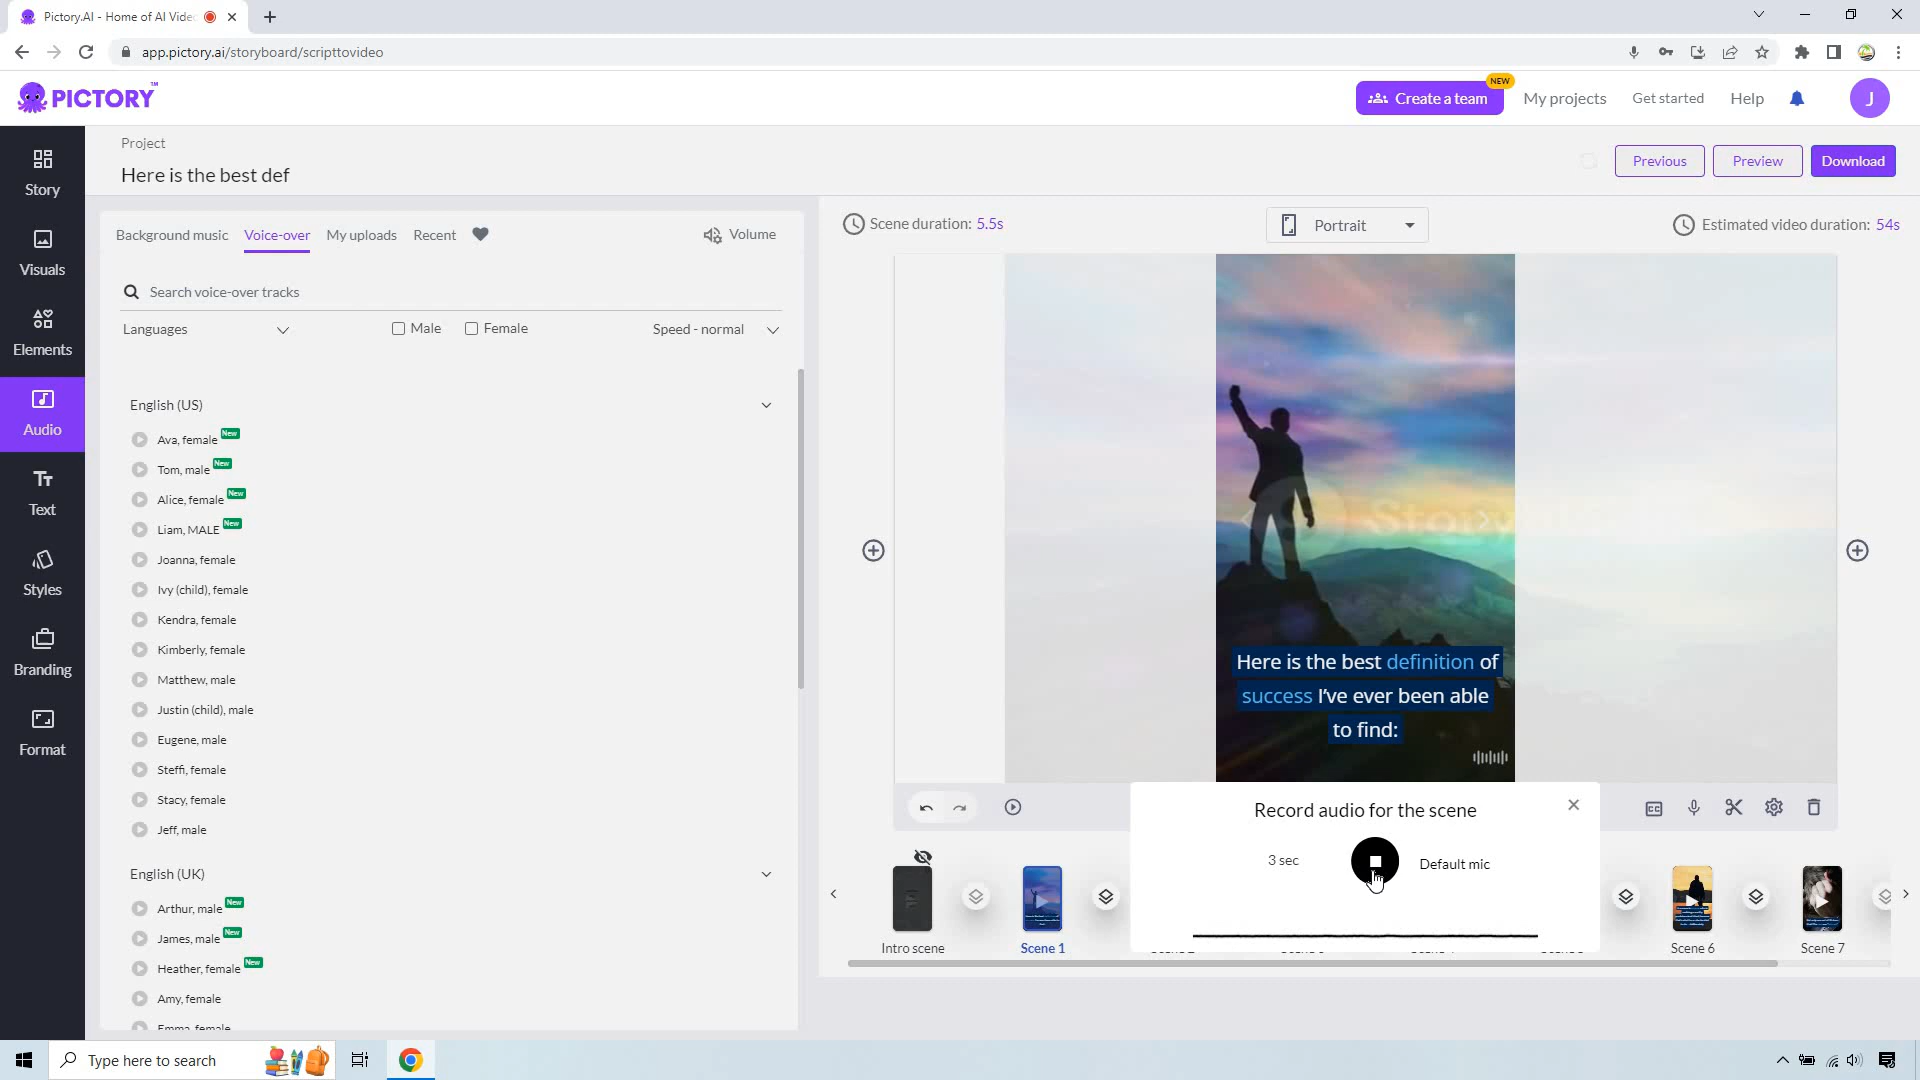 Pictory.AI - Home of AI Vide
app.pictory.ai/storyboard/scripttovideo
PICTORY™
NEW
Create a team
My projects
Get started
Help
J
Project
Here is the best def
Previous
Preview
Download
Story
Visuals
Elements
Audio
Text
Styles
Branding
Format
Background music
Voice-over
My uploads
Recent
Volume
Search voice-over tracks
Languages
Male
Female
Speed - normal
English (US)
Ava, female New
Tom, male New
Alice, female New
Liam, MALE New
Joanna, female
Ivy (child), female
Kendra, female
Kimberly, female
Matthew, male
Justin (child), male
Eugene, male
Steffi, female
Stacy, female
Jeff, male
English (UK)
Arthur, male New
James, male New
Heather, female New
Amy, female
Emma, female
Scene duration: 5.5s
Portrait
Estimated video duration: 54s
Here is the best definition of
success I've ever been able
to find:
Record audio for the scene
3 sec
Default mic
CC
Intro scene
Scene 1
Scene 6
Scene 7
Type here to search